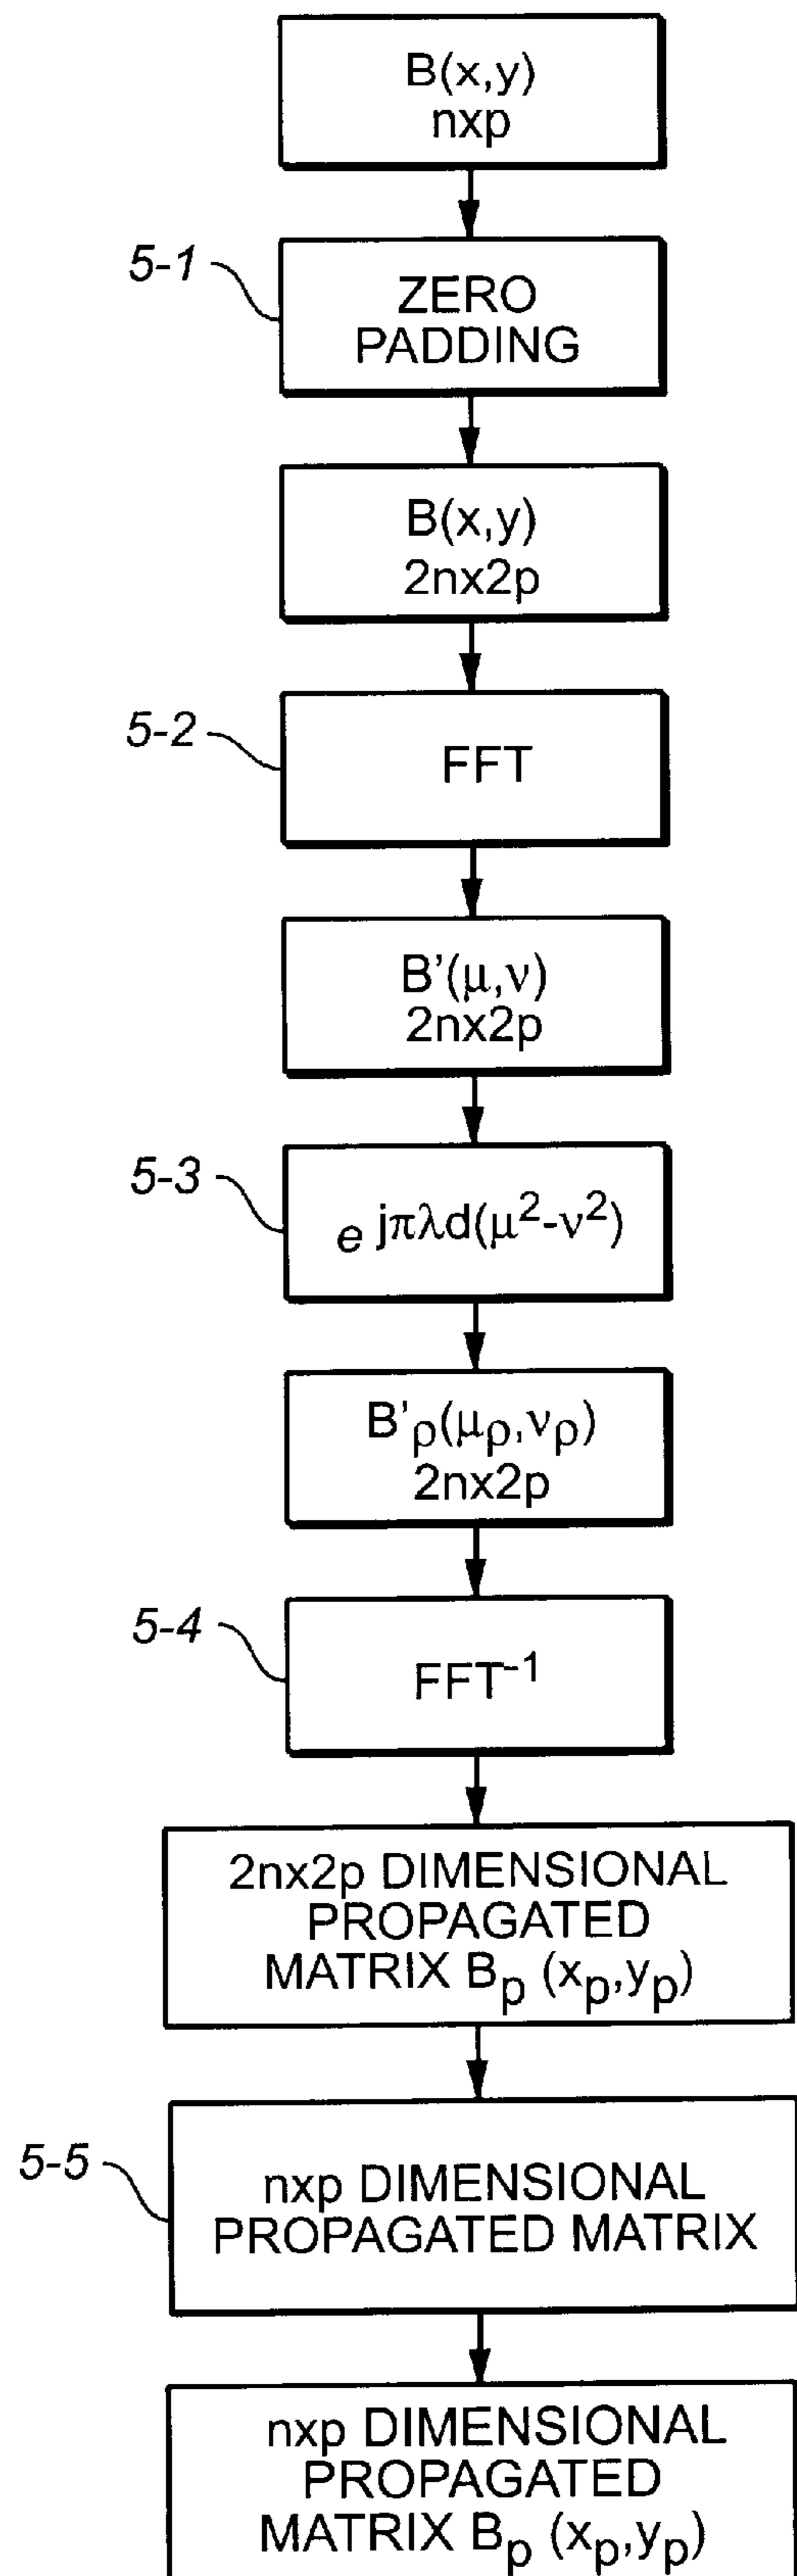 B(x,y)
nxp
5-1
ZERO
PADDING
B(x,y)
2nx2p
5-2
FFT
B'(μ,ν)
2nx2p
5-3
e jπλd(μ²-ν²)
B'ρ(μρ,νρ)
2nx2p
5-4
FFT⁻¹
2nx2p DIMENSIONAL
PROPAGATED
MATRIX Bp (xp,yp)
5-5
nxp DIMENSIONAL
PROPAGATED MATRIX
nxp DIMENSIONAL
PROPAGATED
MATRIX Bp (xp,yp)